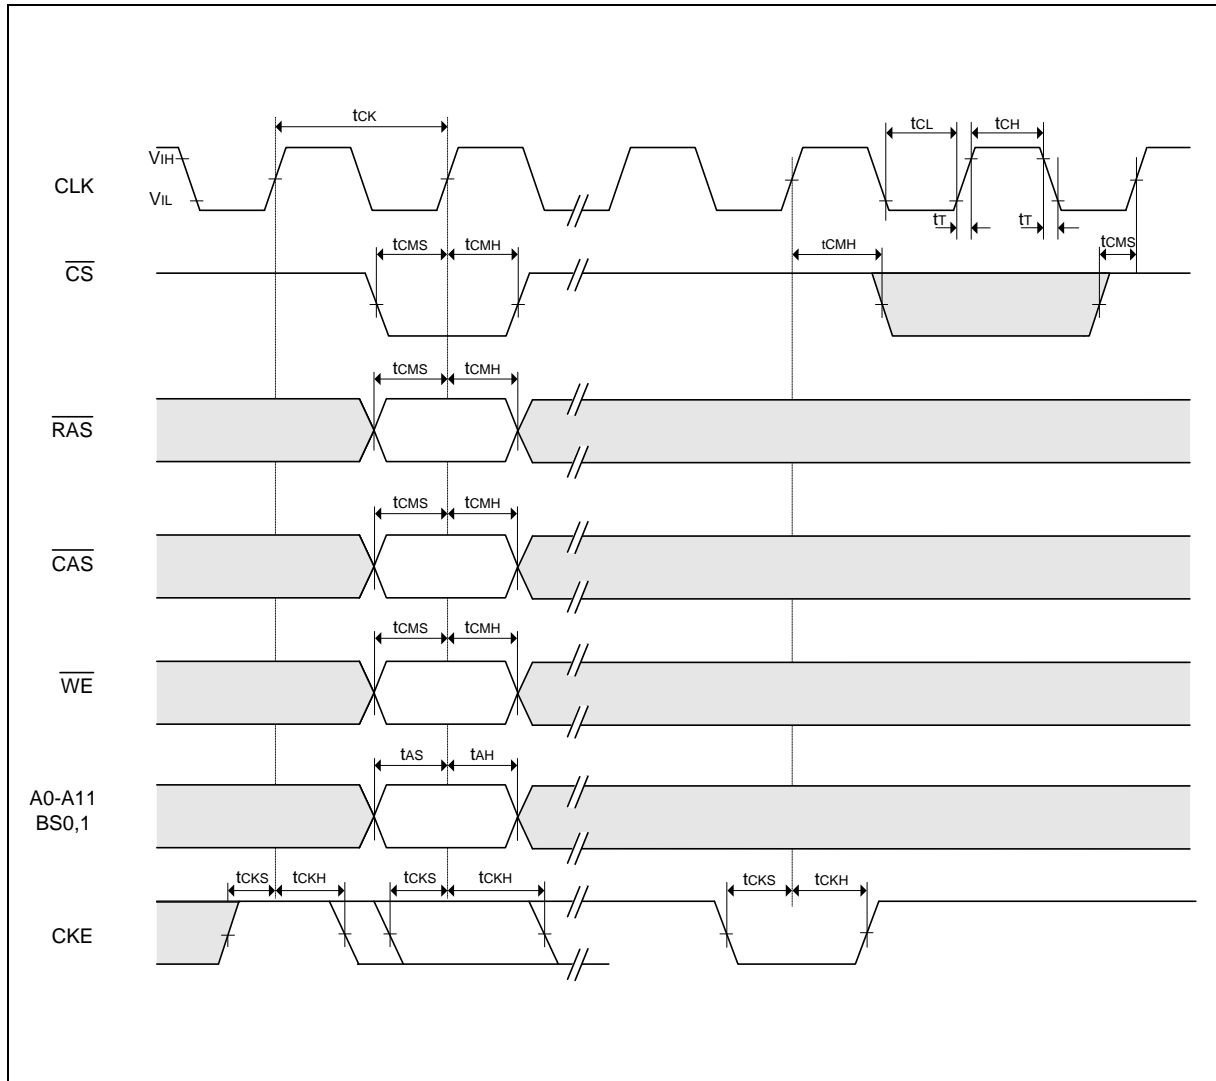 tCK
tCL tCH
VIH
CLK
VIL
tT tT
tCMS tCMH tCMH tCMS
CS
tCMS tCMH
RAS
tCMS tCMH
CAS
tCMS tCMH
WE
tAS tAH
A0-A11
BS0,1
tCKS tCKH tCKS tCKH tCKS tCKH
CKE